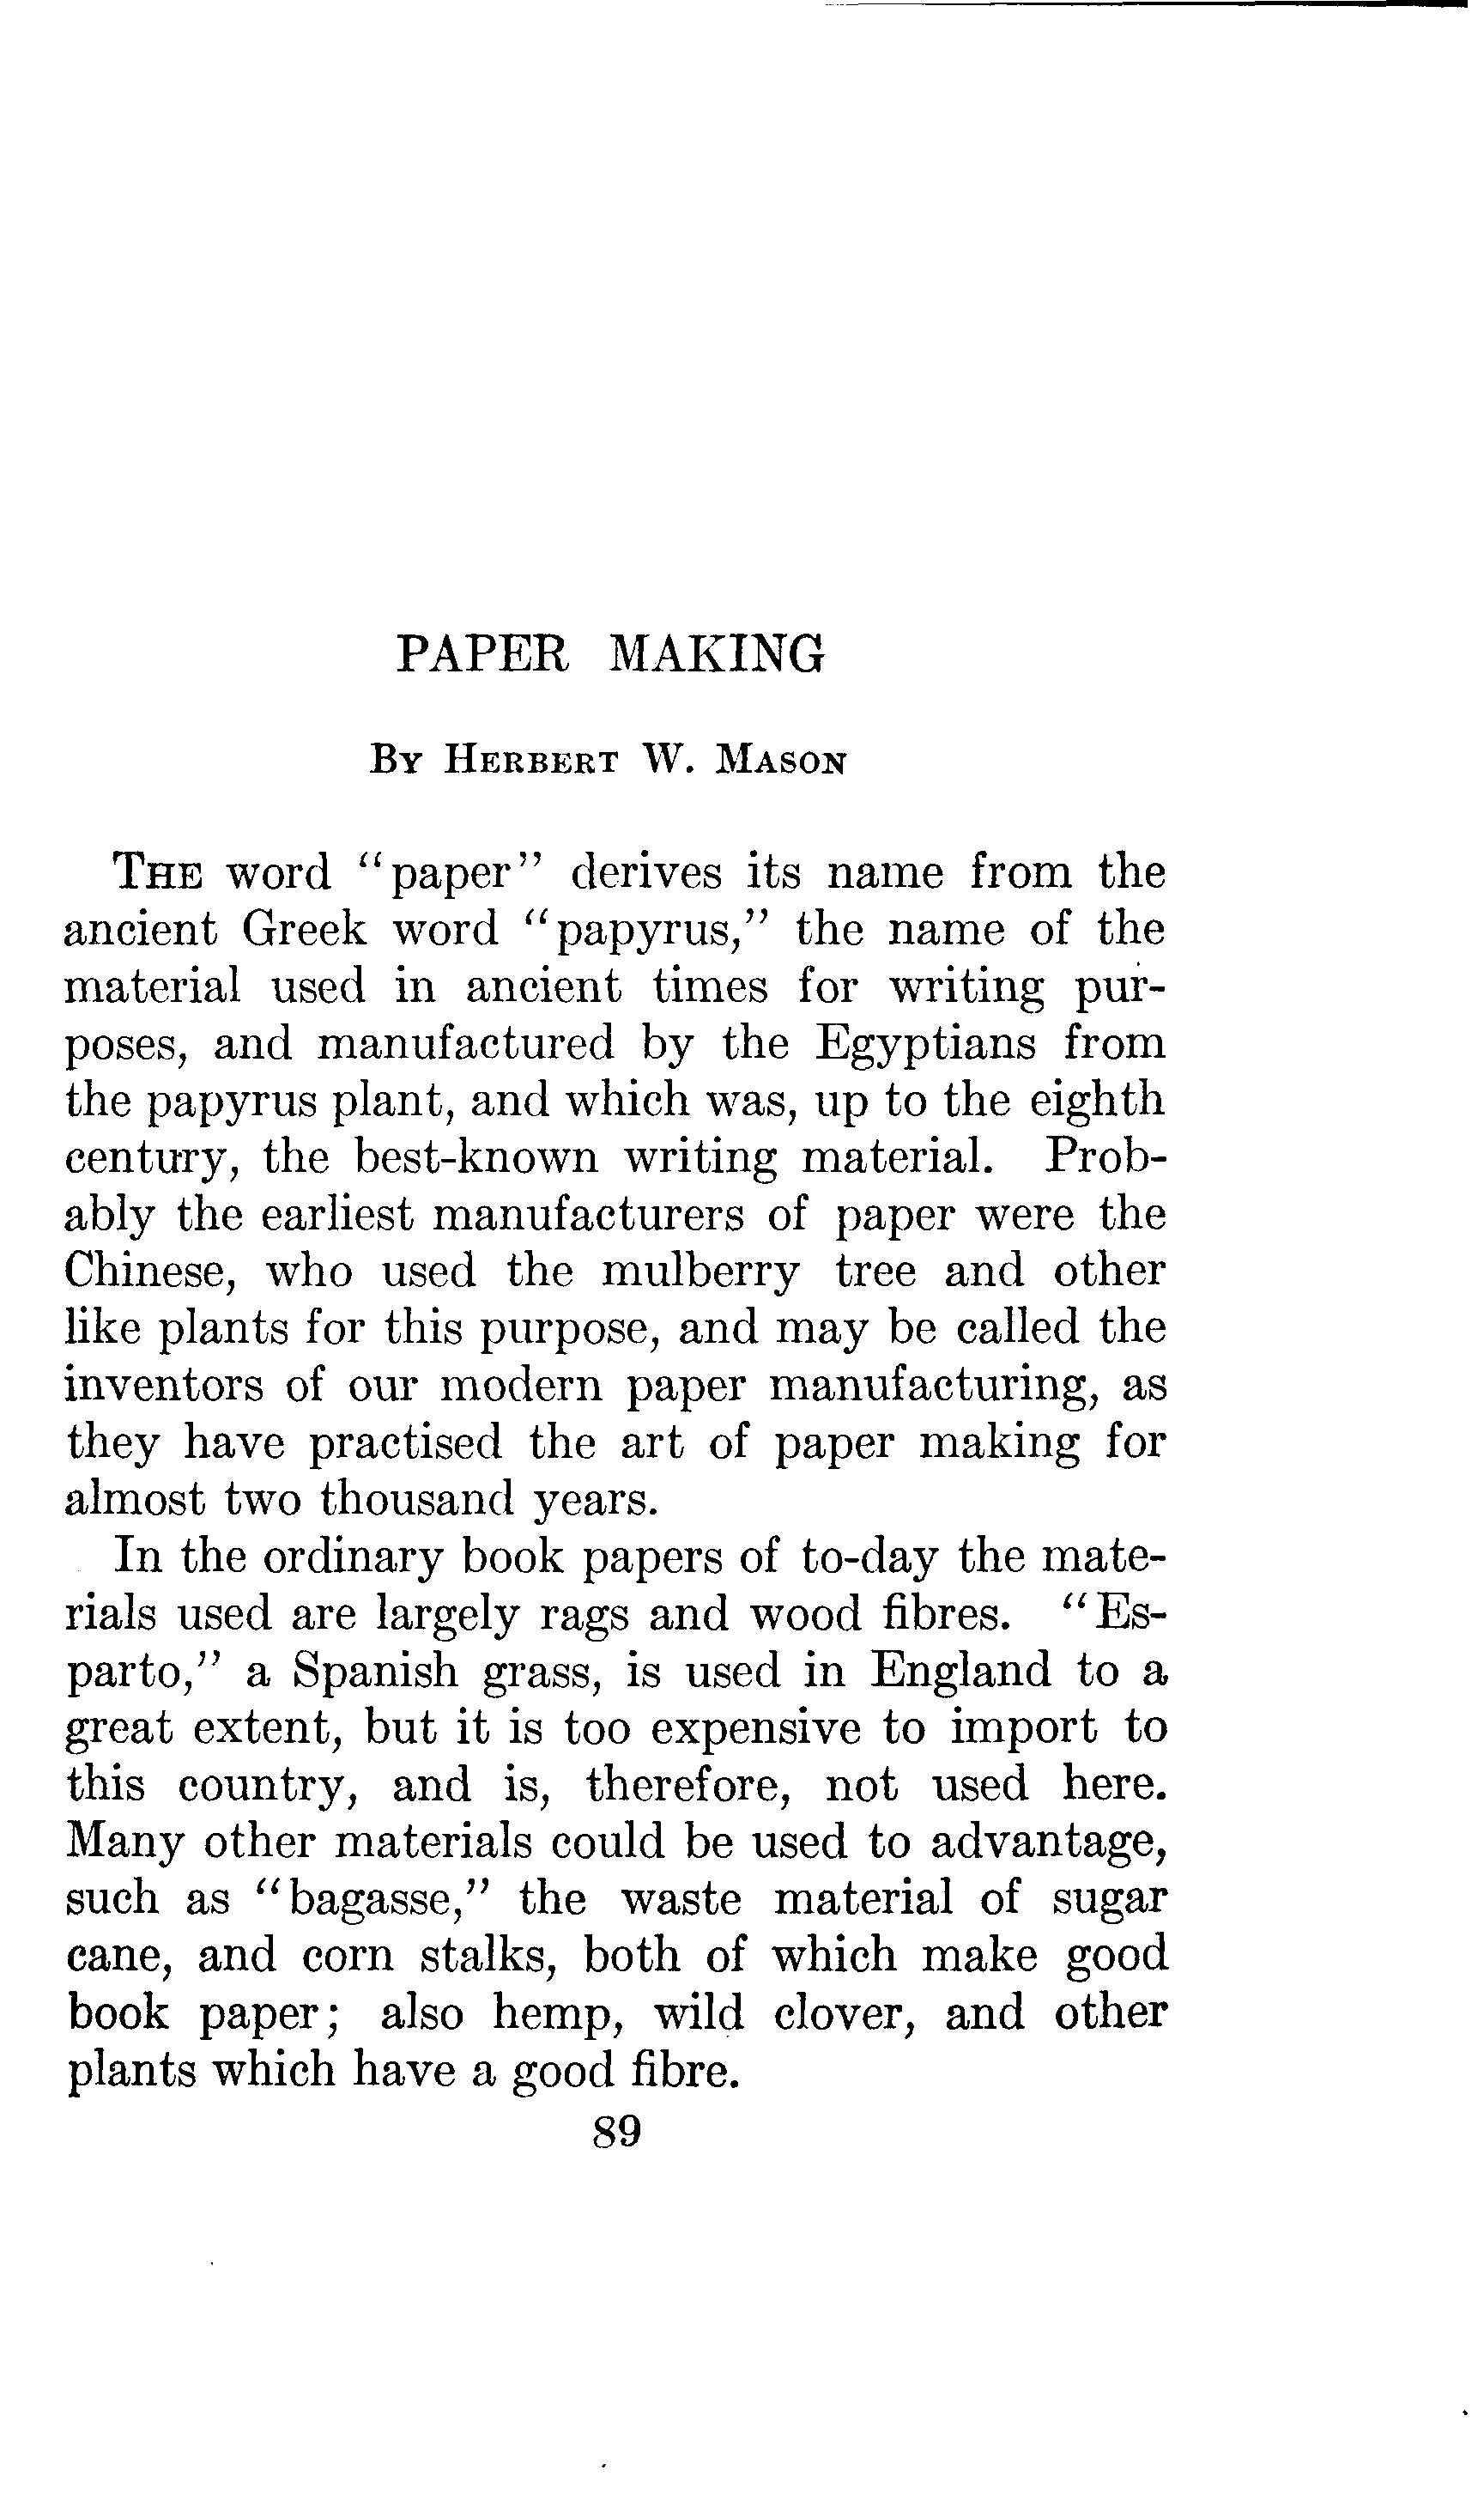 PAPER MAKING
By Herbert W. Mason
The word "paper" derives its name from the
ancient Greek word "papyrus," the name of the
material used in ancient times for writing pur-
poses, and manufactured by the Egyptians from
the papyrus plant, and which was, up to the eighth
century, the best-known writing material. Prob-
ably the earliest manufacturers of paper were the
Chinese, who used the mulberry tree and other
like plants for this purpose, and may be called the
inventors of our modern paper manufacturing, as
they have practised the art of paper making for
almost two thousand years.
In the ordinary book papers of to-day the mate-
rials used are largely rags and wood fibres. "Es-
parto," a Spanish grass, is used in England to a
great extent, but it is too expensive to import to
this country, and is, therefore, not used here.
Many other materials could be used to advantage,
such as "bagasse," the waste material of sugar
cane, and corn stalks, both of which make good
book paper; also hemp, wild clover, and other
plants which have a good fibre.
89